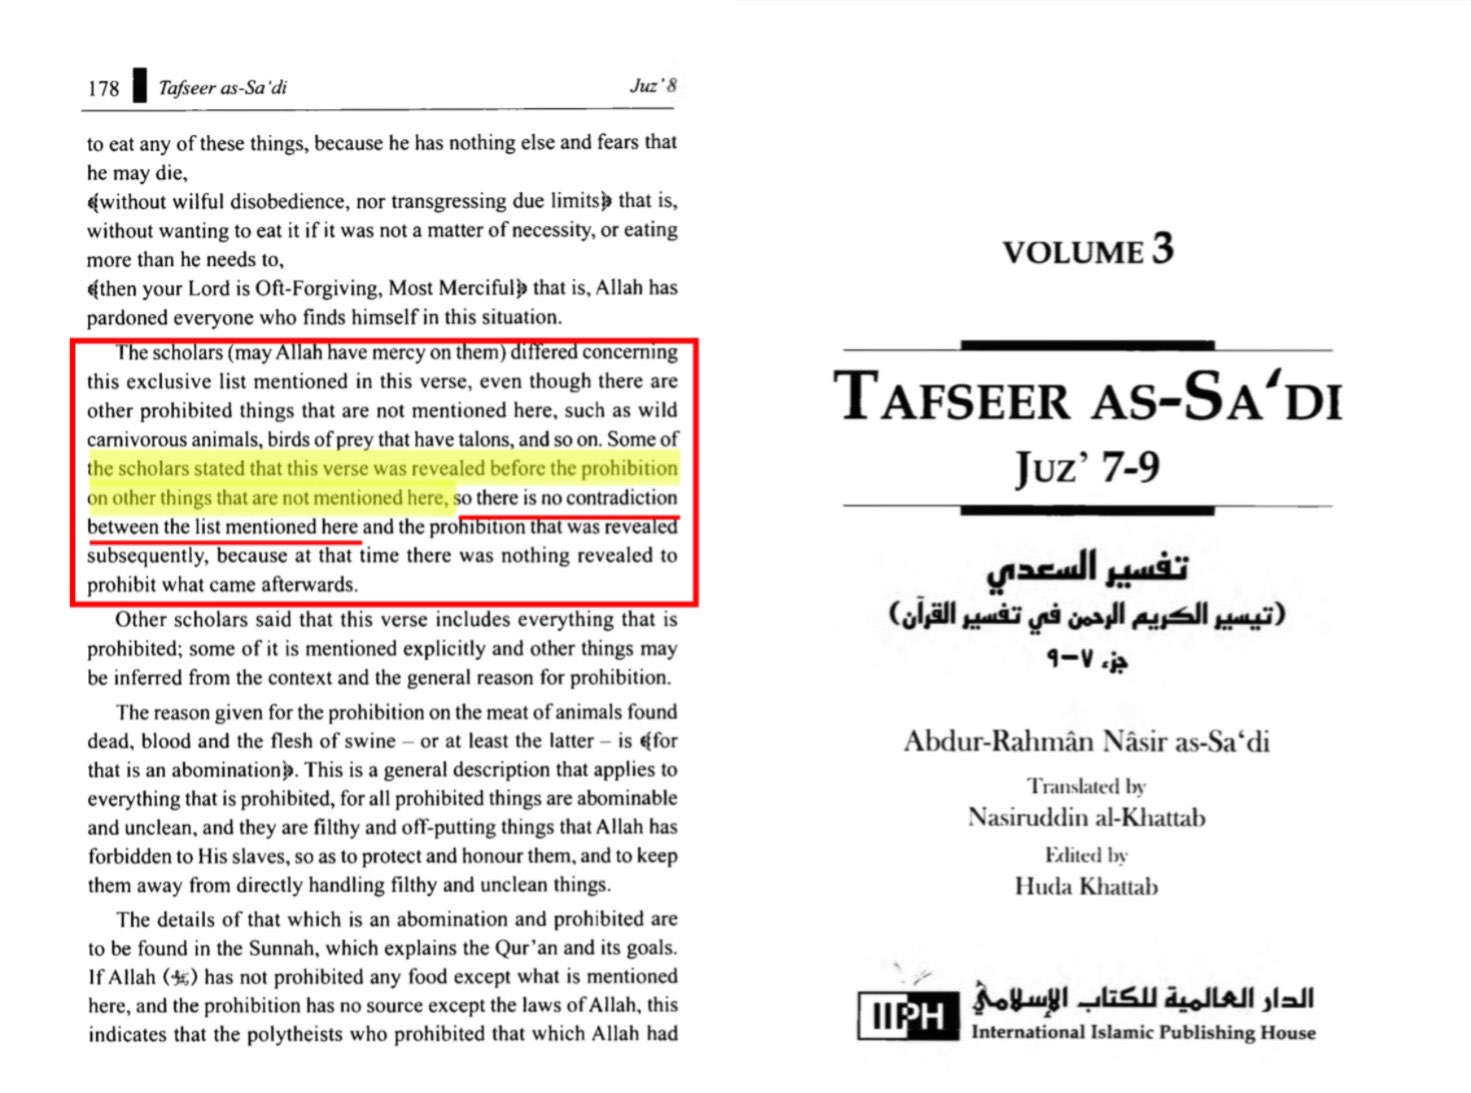 178 Tafseer as-Sa'di Juz' 8
to eat any of these things, because he has nothing else and fears that
he may die,
﴾without wilful disobedience, nor transgressing due limits﴿ that is,
without wanting to eat it if it was not a matter of necessity, or eating
more than he needs to,
﴾then your Lord is Oft-Forgiving, Most Merciful﴿ that is, Allah has
pardoned everyone who finds himself in this situation.
The scholars (may Allah have mercy on them) differed concerning
this exclusive list mentioned in this verse, even though there are
other prohibited things that are not mentioned here, such as wild
carnivorous animals, birds of prey that have talons, and so on. Some of
the scholars stated that this verse was revealed before the prohibition
on other things that are not mentioned here, so there is no contradiction
between the list mentioned here and the prohibition that was revealed
subsequently, because at that time there was nothing revealed to
prohibit what came afterwards.
Other scholars said that this verse includes everything that is
prohibited; some of it is mentioned explicitly and other things may
be inferred from the context and the general reason for prohibition.
The reason given for the prohibition on the meat of animals found
dead, blood and the flesh of swine – or at least the latter – is ﴾for
that is an abomination﴿. This is a general description that applies to
everything that is prohibited, for all prohibited things are abominable
and unclean, and they are filthy and off-putting things that Allah has
forbidden to His slaves, so as to protect and honour them, and to keep
them away from directly handling filthy and unclean things.
The details of that which is an abomination and prohibited are
to be found in the Sunnah, which explains the Qur'an and its goals.
If Allah () has not prohibited any food except what is mentioned
here, and the prohibition has no source except the laws of Allah, this
indicates that the polytheists who prohibited that which Allah had
VOLUME 3
TAFSEER AS-SA'DI
JUZ' 7-9
تفسير السعدي
(تيسير الكريم الرحمن في تفسير القرآن)
جزء ٧–٩
Abdur-Rahmân Nâsir as-Sa'di
Translated by
Nasiruddin al-Khattab
Edited by
Huda Khattab
IIPH
الدار العالمية للكتاب الإسلامي
International Islamic Publishing House